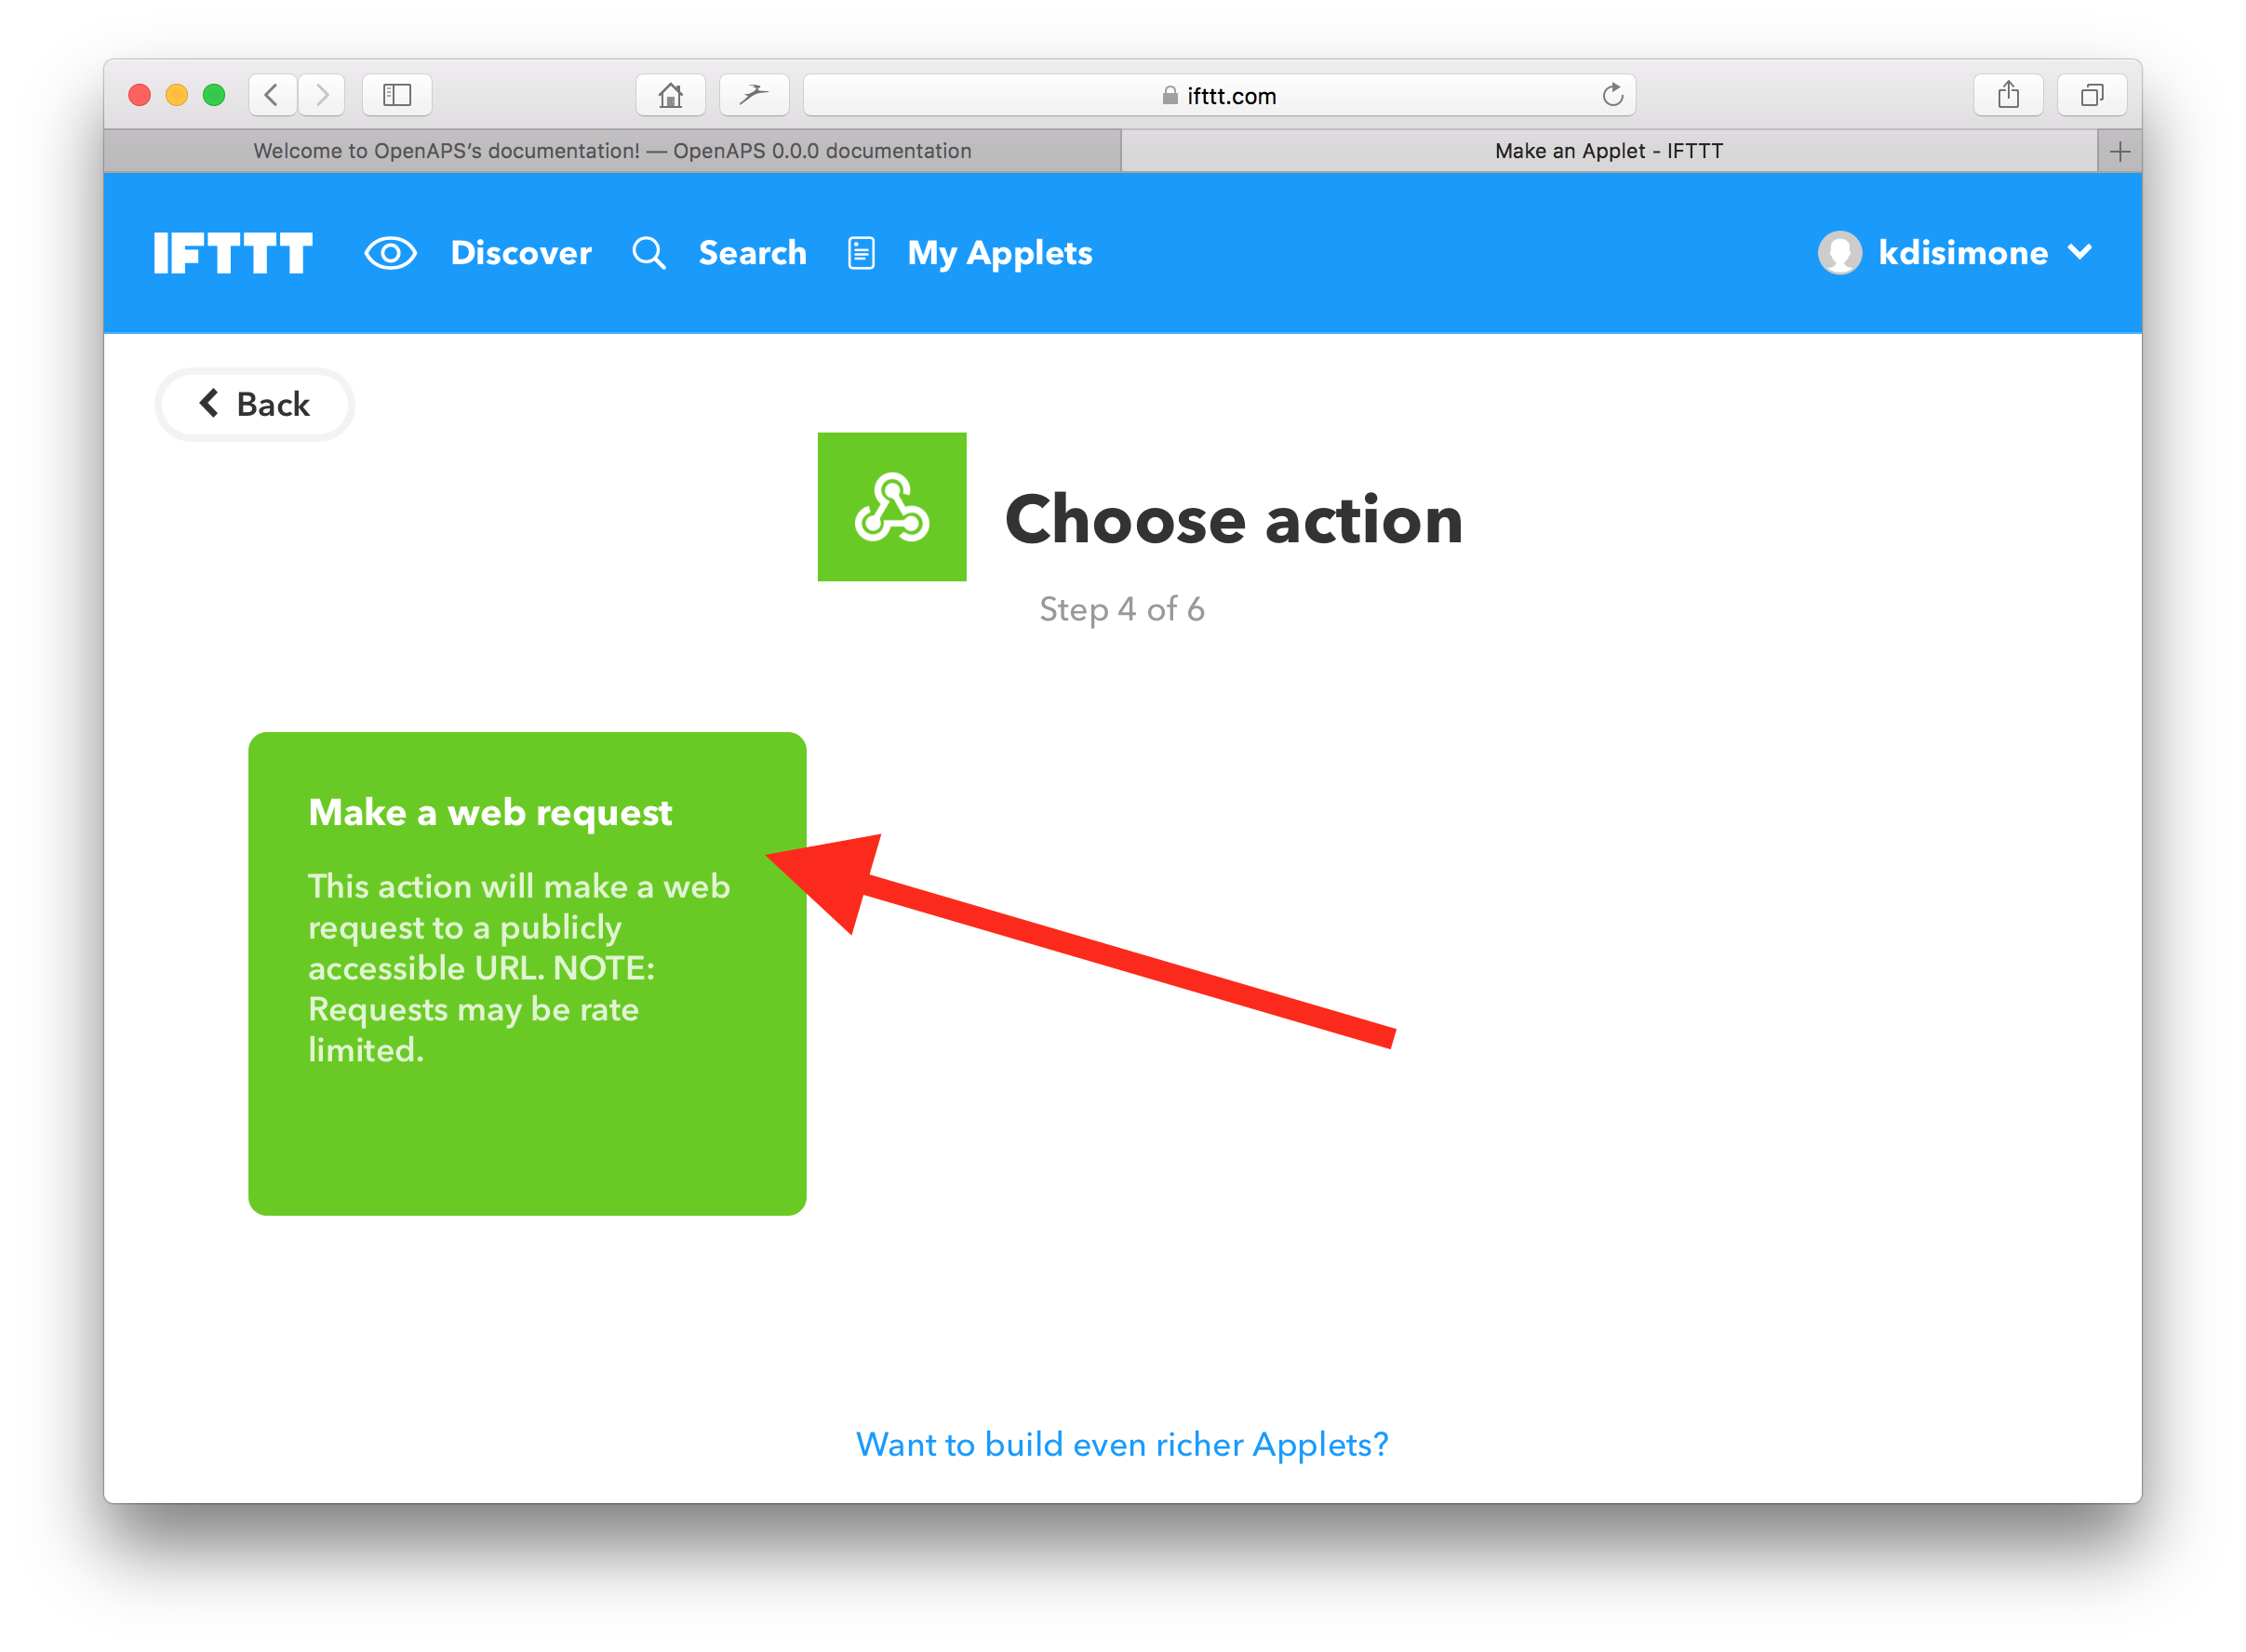 ifttt.com
Welcome to OpenAPS's documentation! — OpenAPS 0.0.0 documentation
Make an Applet - IFTTT
IFTTT Discover Search My Applets kdisimone
Back
Choose action
Step 4 of 6
Make a web request
This action will make a web
request to a publicly
accessible URL. NOTE:
Requests may be rate
limited.
Want to build even richer Applets?